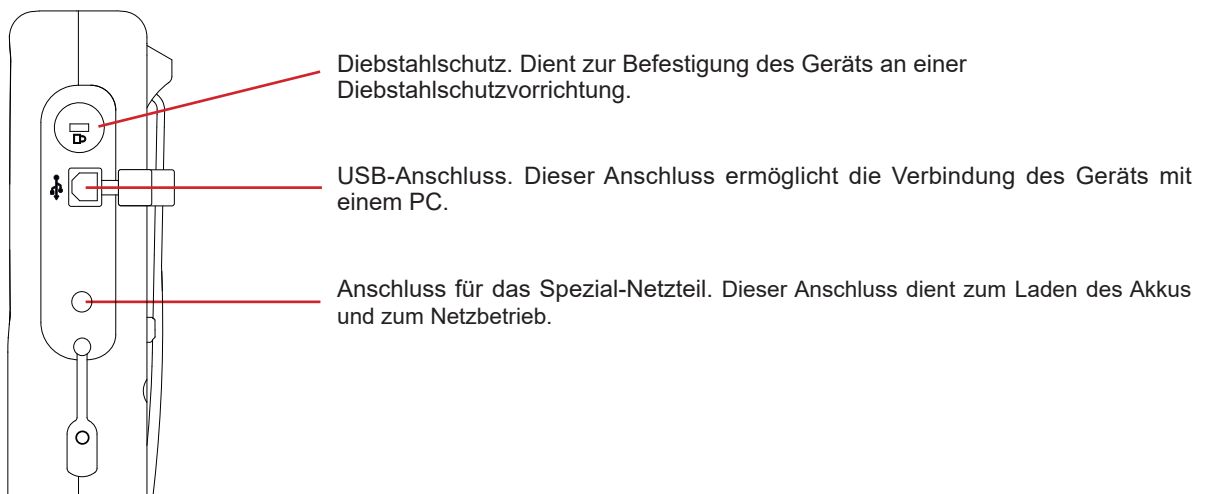 Diebstahlschutz. Dient zur Befestigung des Geräts an einer
Diebstahlschutzvorrichtung.
USB-Anschluss. Dieser Anschluss ermöglicht die Verbindung des Geräts mit
einem PC.
Anschluss für das Spezial-Netzteil. Dieser Anschluss dient zum Laden des Akkus
und zum Netzbetrieb.